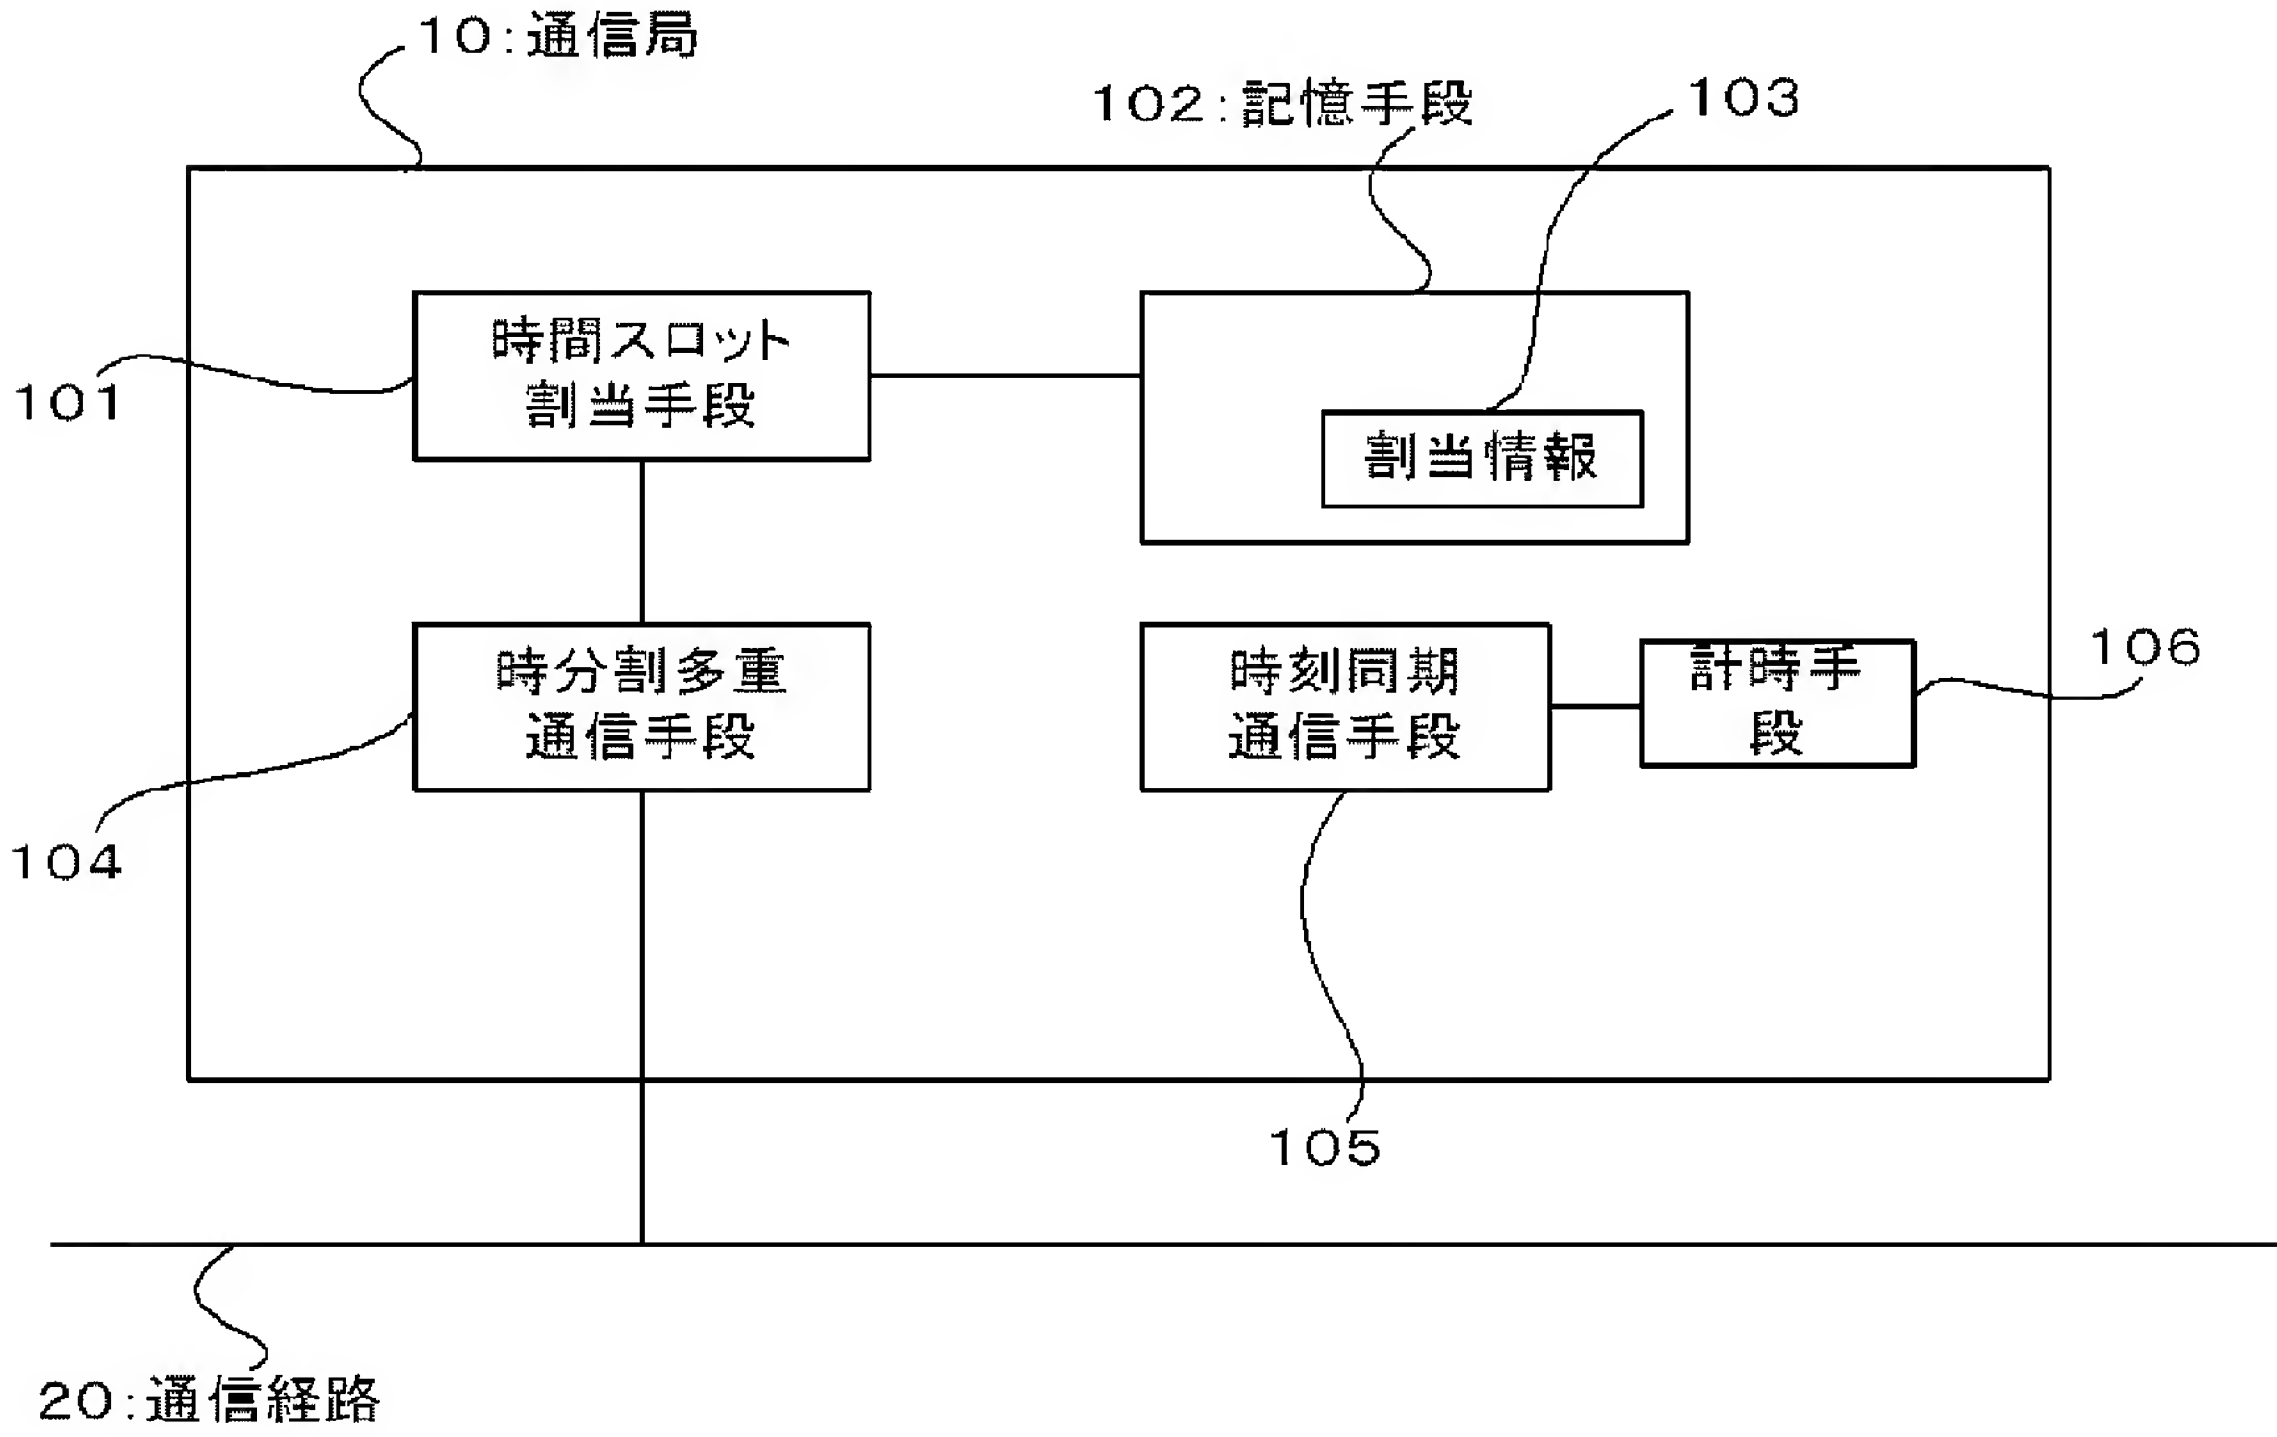 10:通信局
102:記憶手段
103
時間スロット
割当手段
101
割当情報
時分割多重
通信手段
時刻同期
通信手段
計時手
段
106
104
105
20:通信経路